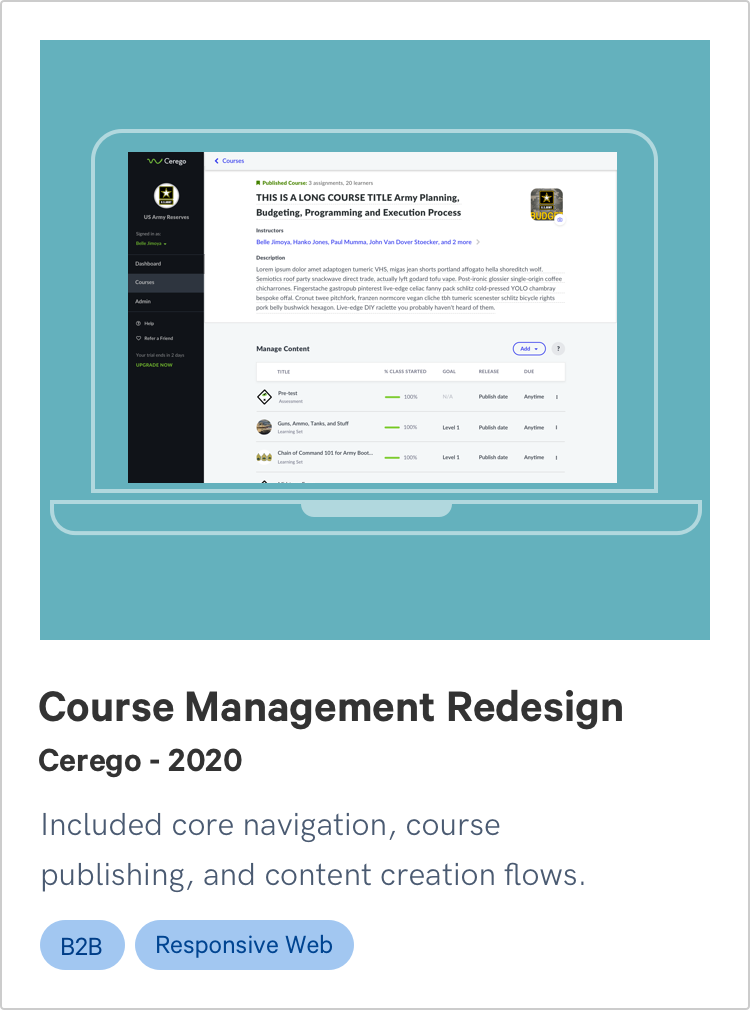 Cerego
Courses
US Army Reserves
Signed in as:
Belle Jimoya
Dashboard
Courses
Admin
Help
Refer a Friend
Your trial ends in 2 days
UPGRADE NOW
Published Course: 3 assignments, 20 learners
THIS IS A LONG COURSE TITLE Army Planning,
Budgeting, Programming and Execution Process
Instructors
Belle Jimoya, Hanko Jones, Paul Mumma, John Van Dover Stoecker, and 2 more
Description
Lorem ipsum dolor amet adaptogen tumeric VHS, migas jean shorts portland affogato hella shoreditch wolf.
Semiotics roof party snackwave direct trade, actually lyft godard tofu vape. Post-ironic glossier single-origin coffee
chicharrones. Fingerstache gastropub pinterest live-edge celiac fanny pack schlitz cold-pressed YOLO chambray
bespoke offal. Cronut twee pitchfork, franzen normcore vegan cliche tbh tumeric scenester schlitz bicycle rights
pork belly bushwick hexagon. Live-edge DIY raclette you probably haven't heard of them.
Manage Content
Add
?
TITLE % CLASS STARTED GOAL RELEASE DUE
Pre-test 100% N/A Publish date Anytime
Assessment
Guns, Ammo, Tanks, and Stuff 100% Level 1 Publish date Anytime
Learning Set
Chain of Command 101 for Army Boot... 100% Level 1 Publish date Anytime
Learning Set
Course Management Redesign
Cerego - 2020
Included core navigation, course
publishing, and content creation flows.
B2B
Responsive Web